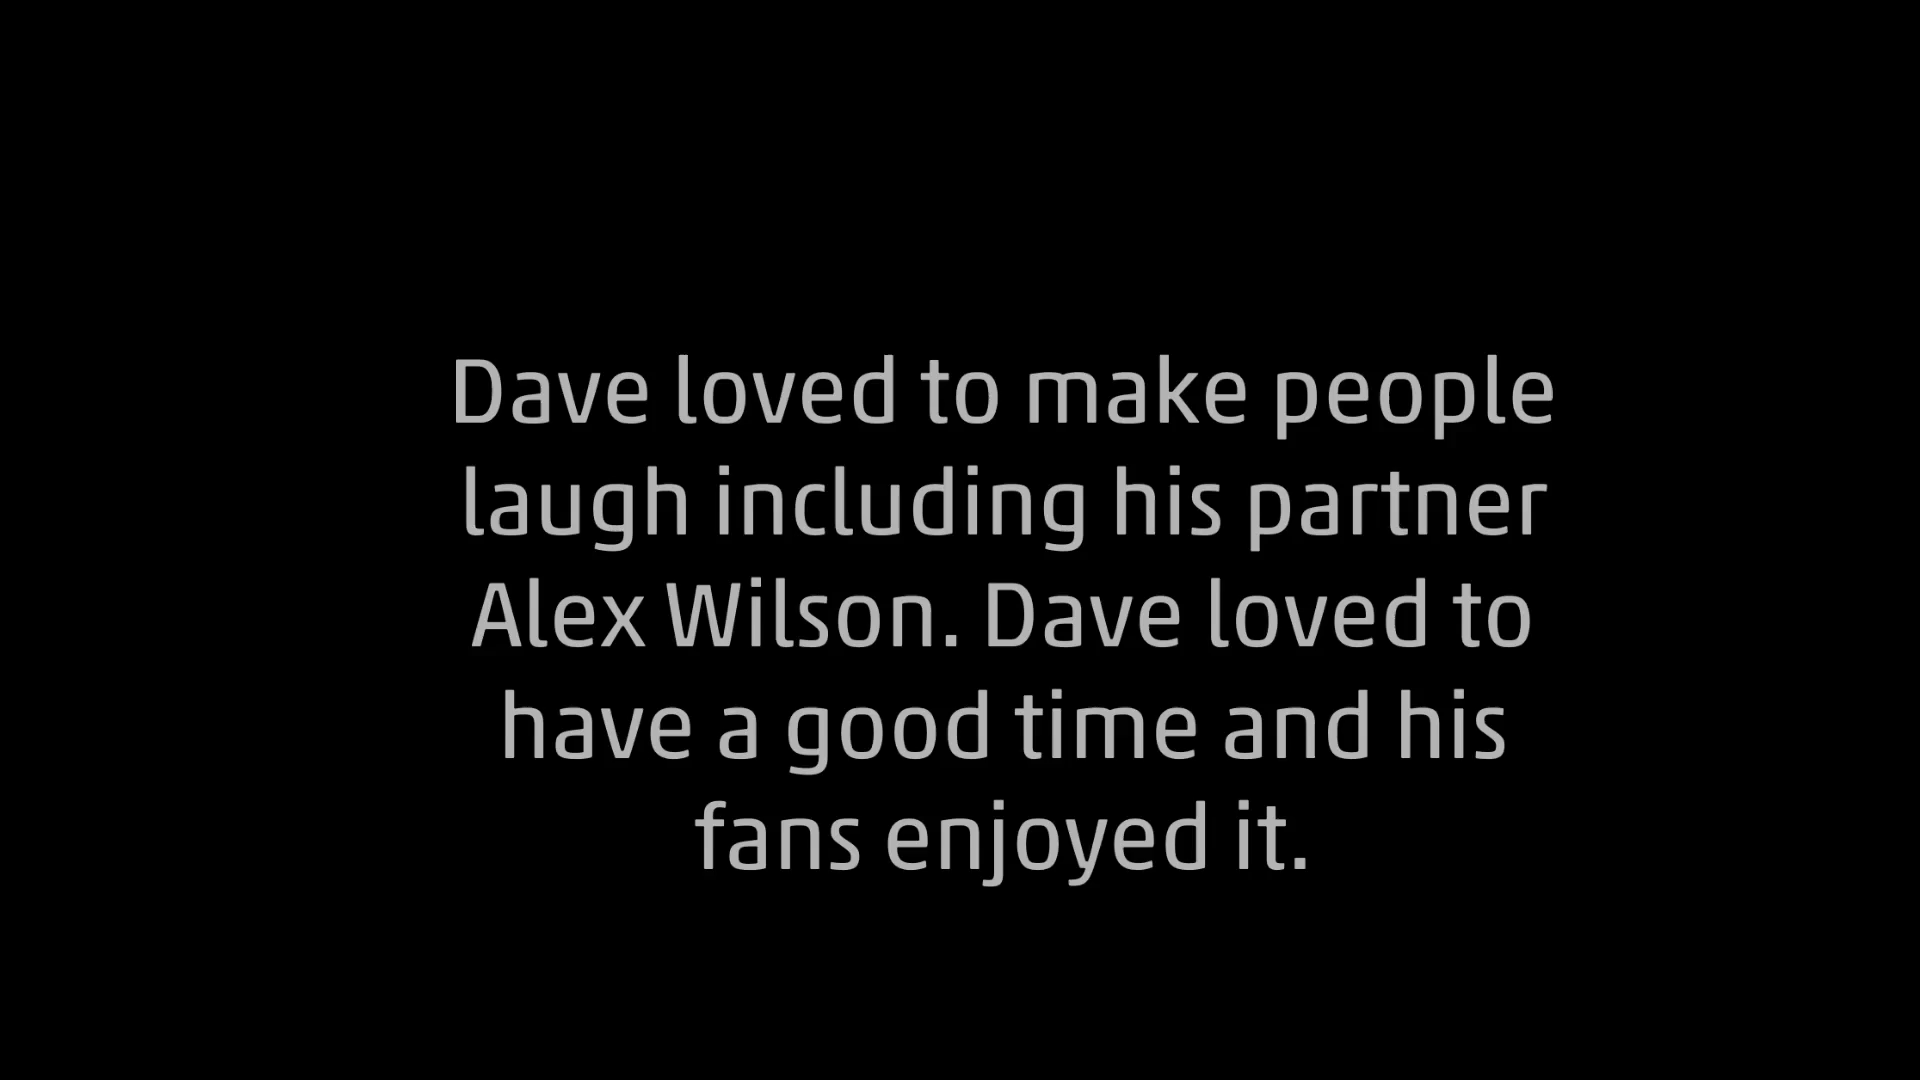 Dave loved to make people
laugh including his partner
Alex Wilson. Dave loved to
have a good time and his
fans enjoyed it.